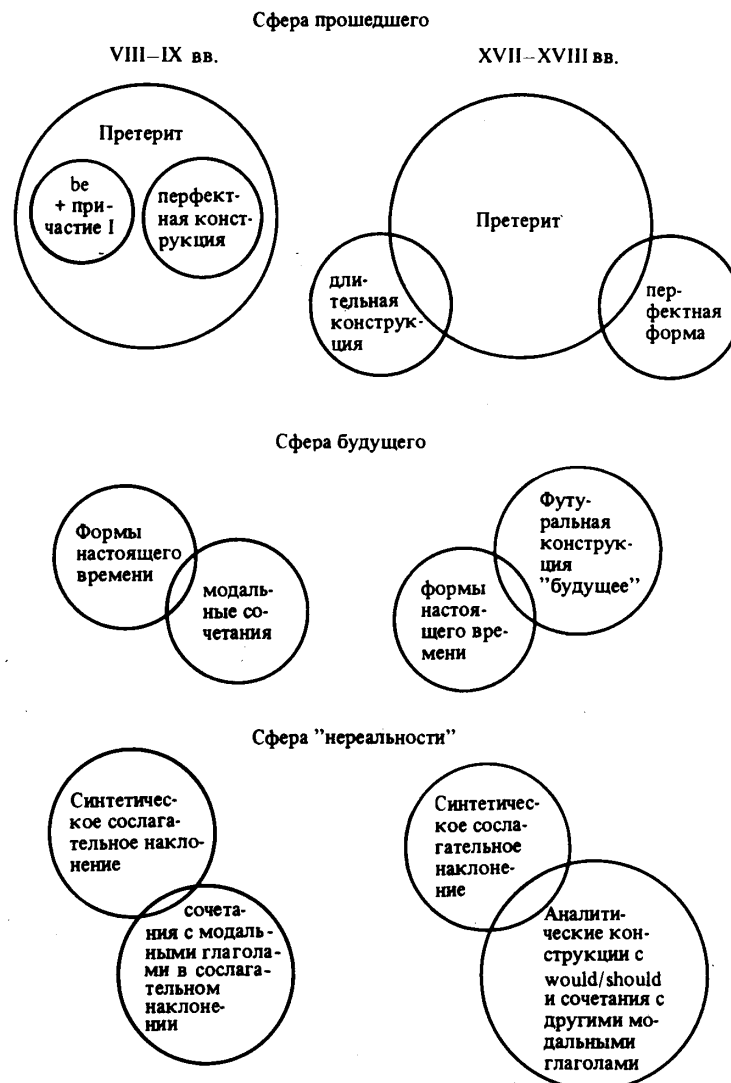 Сфера прошедшего
VIII–IX вв.
XVII–XVIII вв.
Претерит
be
+ при-
частие I
перфект-
ная конст-
рукция
Претерит
дли-
тельная
конструк-
ция
пер-
фектная
форма
Сфера будущего
Формы
настоящего
времени
модаль-
ные со-
четания
Футу-
ральная
конструк-
ция
"будущее"
формы
настоя-
щего вре-
мени
Сфера "нереальности"
Синтетичес-
кое сослага-
тельное накло-
нение
сочета-
ния с модаль-
ными глагол-
ами в сослага-
тельном
наклоне-
нии
Синтетичес-
кое сосла-
гательное
наклоне-
ние
Аналити-
ческие кон-
струкции с
would/should
и сочетания с
другими мо-
дальными
глаголами